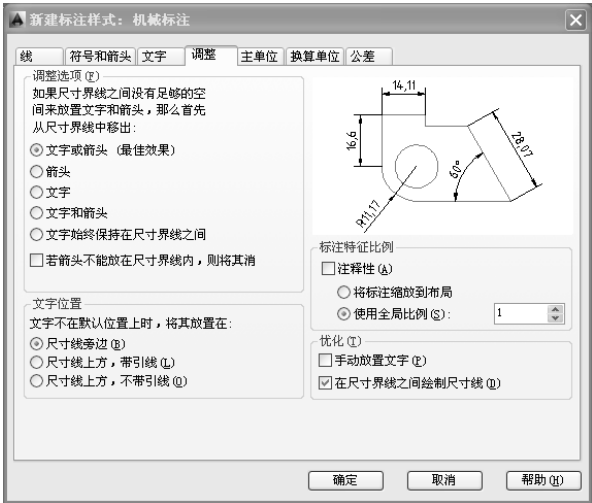 新建标注样式：机械标注
线 符号和箭头 文字 调整 主单位 换算单位 公差
调整选项(F)
如果尺寸界线之间没有足够的空
间来放置文字和箭头，那么首先
从尺寸界线中移出：
文字或箭头（最佳效果）
箭头
文字
文字和箭头
文字始终保持在尺寸界线之间
若箭头不能放在尺寸界线内，则将其消
文字位置
文字不在默认位置上时，将其放置在：
尺寸线旁边(B)
尺寸线上方，带引线(L)
尺寸线上方，不带引线(O)
14,11
16,6
28,07
60°
R11,17
标注特征比例
注释性(A)
将标注缩放到布局
使用全局比例(S)： 1
优化(T)
手动放置文字(P)
在尺寸界线之间绘制尺寸线(D)
确定 取消 帮助(H)